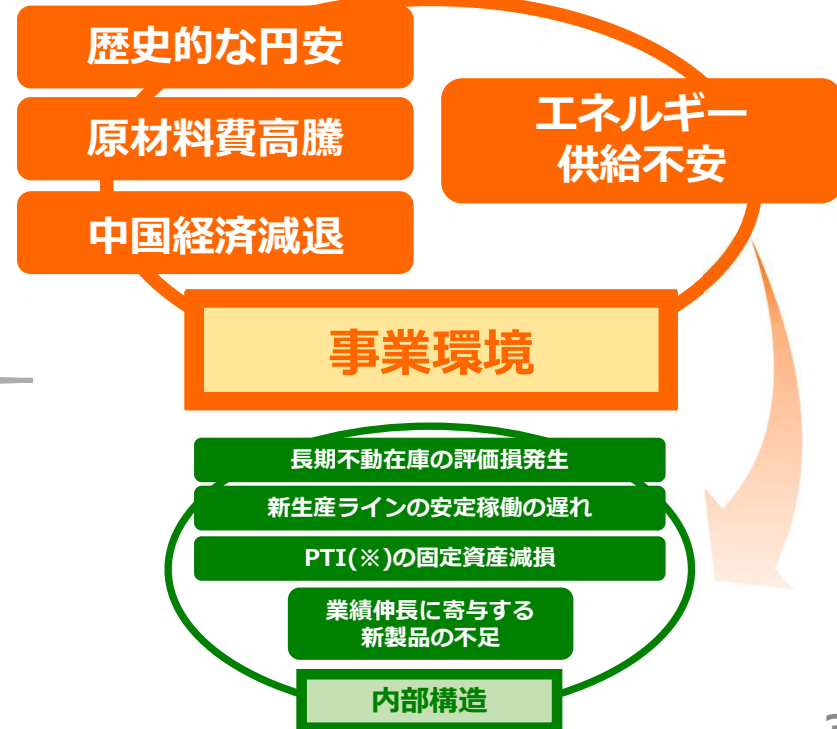 歴史的な円安
原材料費高騰
中国経済減退
エネルギー
供給不安
事業環境
長期不動在庫の評価損発生
新生産ラインの安定稼働の遅れ
PTI(※)の固定資産減損
業績伸長に寄与する
新製品の不足
内部構造